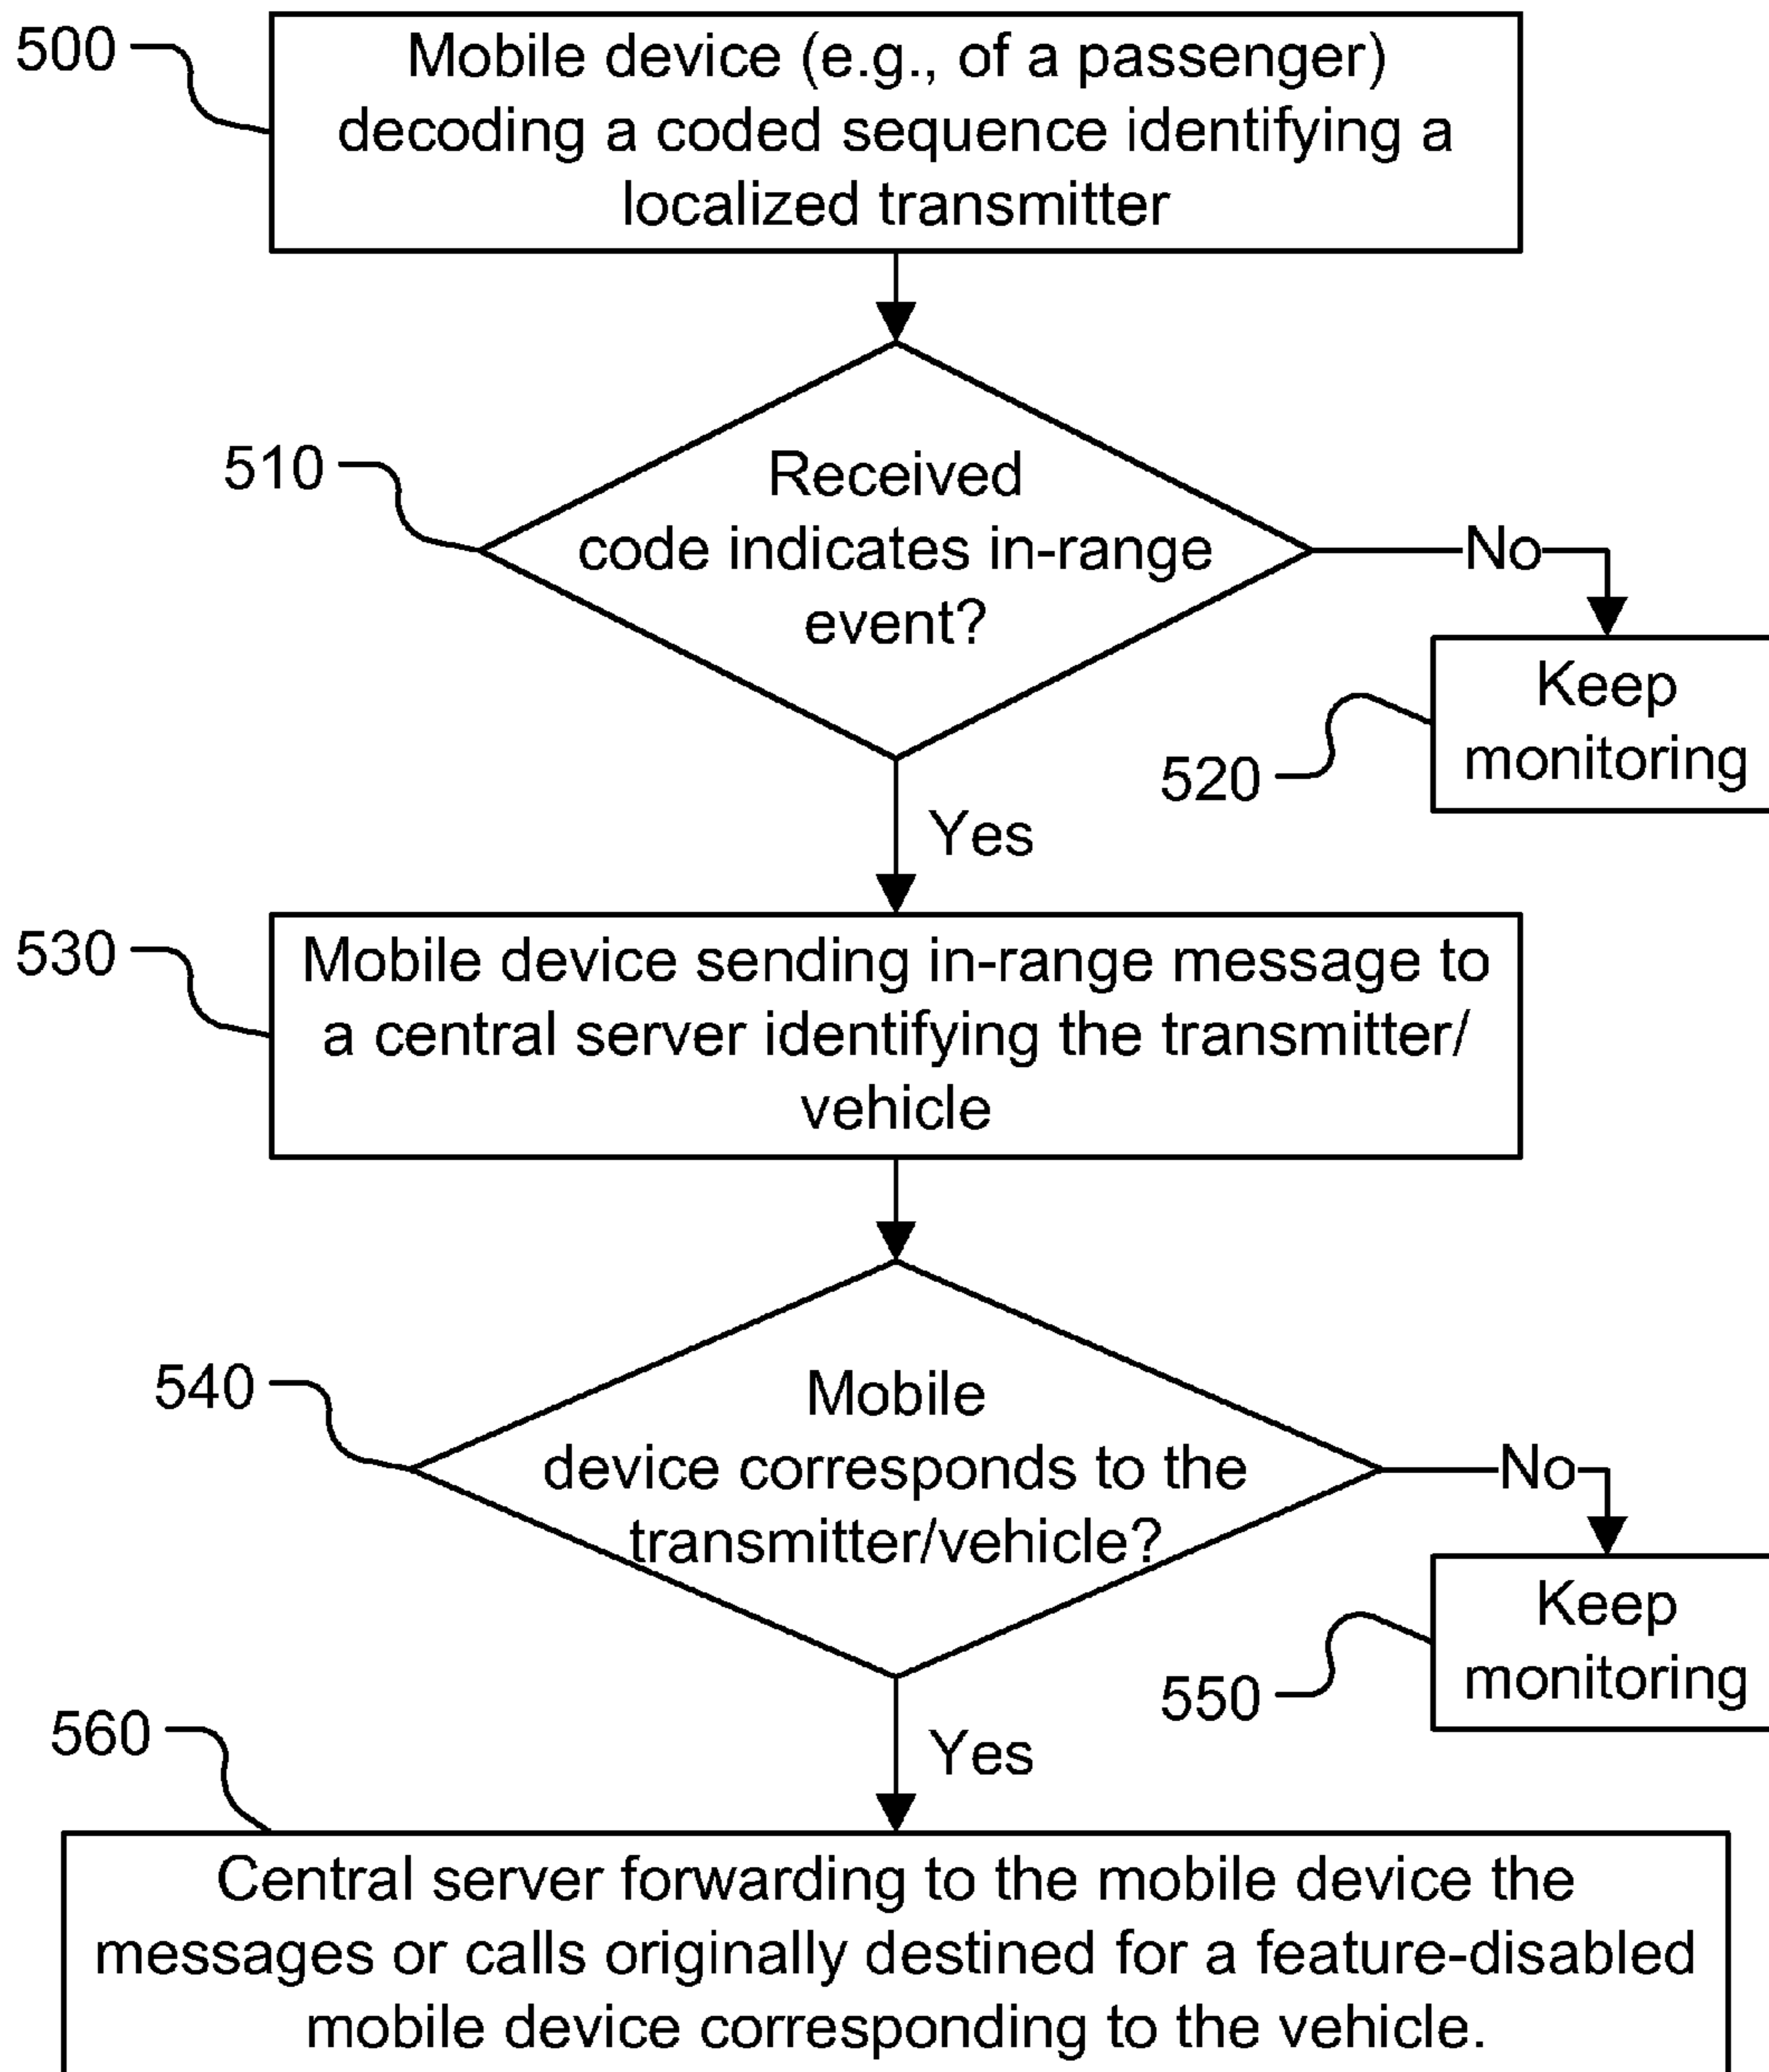 500
Mobile device (e.g., of a passenger)
decoding a coded sequence identifying a
localized transmitter
510
Received
code indicates in-range
event?
No
Keep
monitoring
520
Yes
530
Mobile device sending in-range message to
a central server identifying the transmitter/
vehicle
540
Mobile
device corresponds to the
transmitter/vehicle?
No
Keep
monitoring
550
Yes
560
Central server forwarding to the mobile device the
messages or calls originally destined for a feature-disabled
mobile device corresponding to the vehicle.